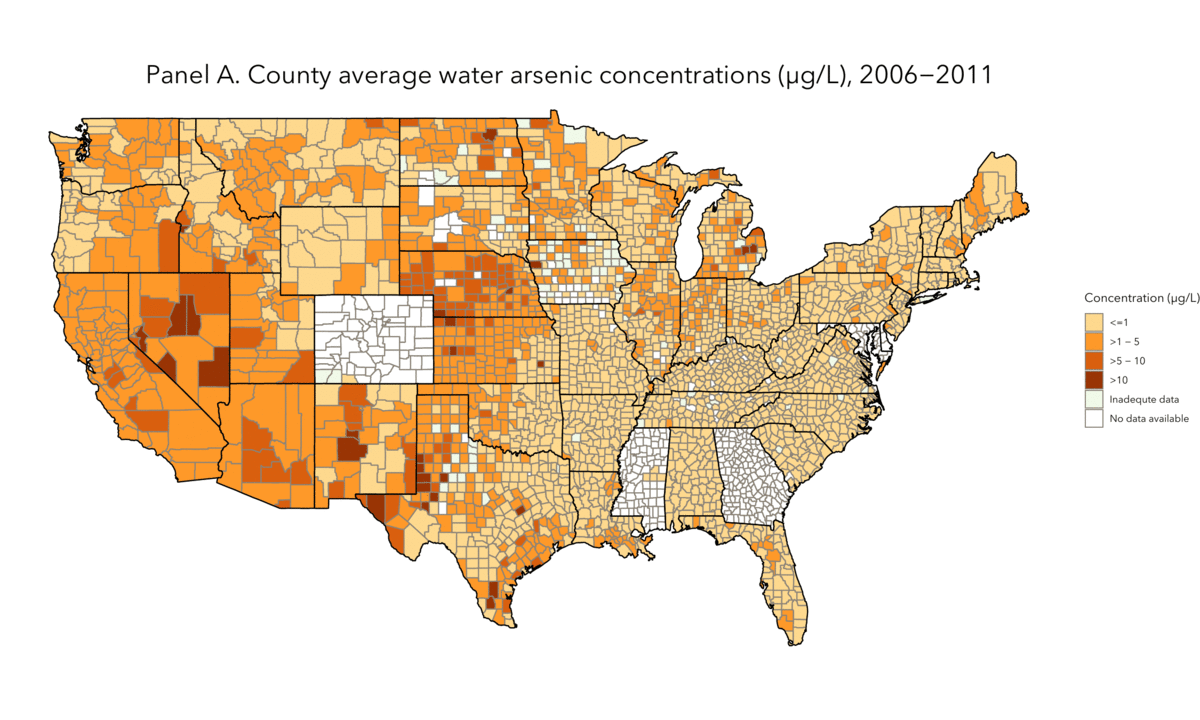 Panel A. County average water arsenic concentrations (µg/L), 2006−2011
Concentration (µg/L)
<=1
>1 − 5
>5 − 10
>10
Inadequte data
No data available